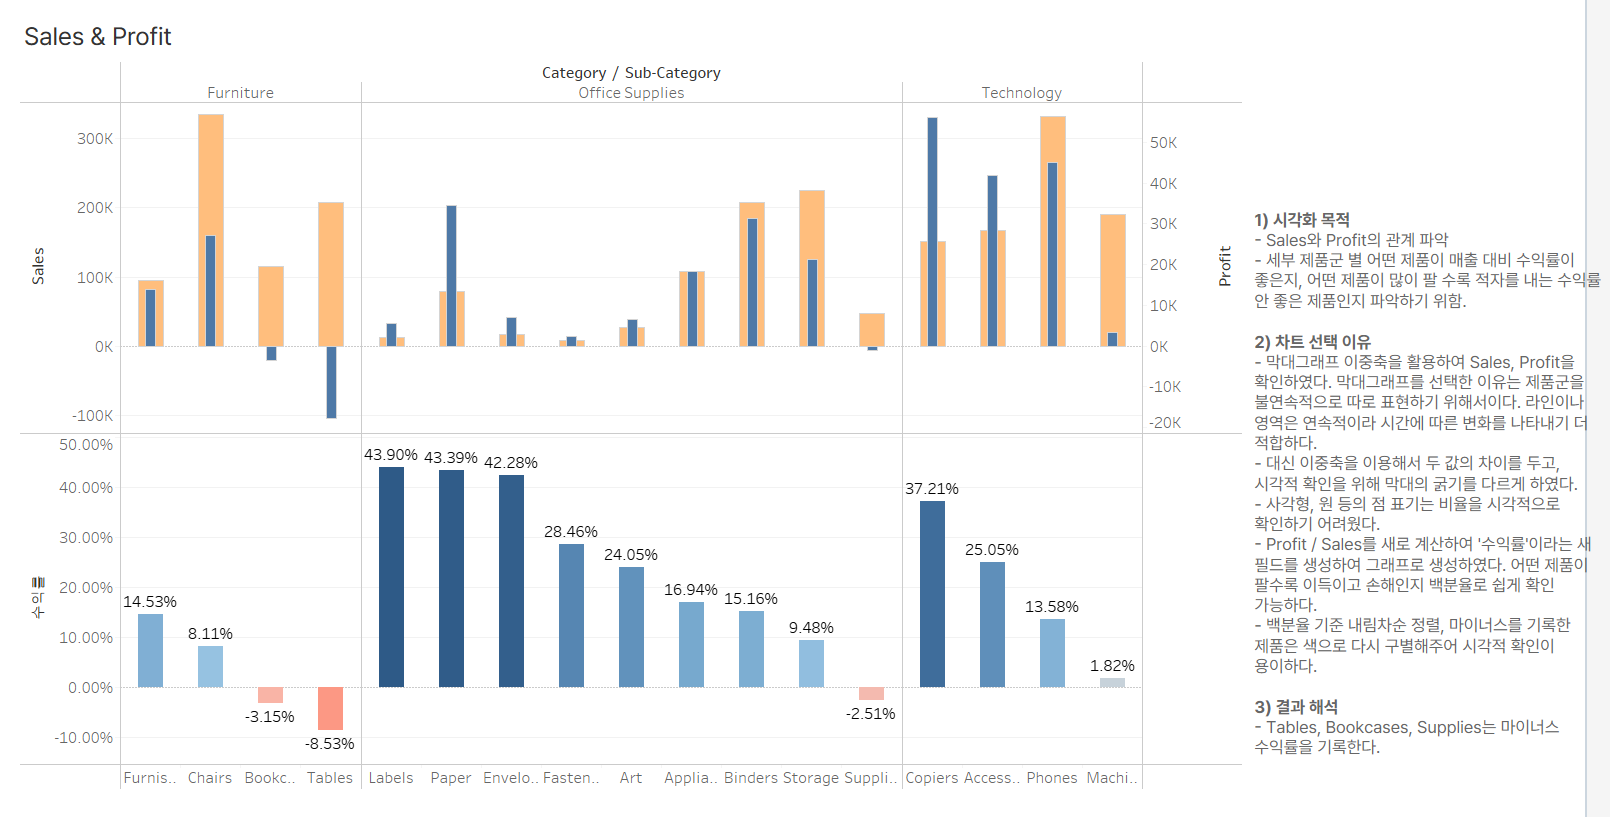 Sales & Profit
Category / Sub-Category
Furniture
Office Supplies
Technology
Sales
300K
200K
100K
0K
-100K
Profit
50K
40K
30K
20K
10K
0K
-10K
-20K
수익률
50.00%
40.00%
30.00%
20.00%
10.00%
0.00%
-10.00%
14.53%
8.11%
-3.15%
-8.53%
43.90%
43.39%
42.28%
28.46%
24.05%
16.94%
15.16%
9.48%
-2.51%
37.21%
25.05%
13.58%
1.82%
Furnis..
Chairs
Bookc..
Tables
Labels
Paper
Envelo..
Fasten..
Art
Applia..
Binders
Storage
Suppli..
Copiers
Access..
Phones
Machi..
1) 시각화 목적
- Sales와 Profit의 관계 파악
- 세부 제품군 별 어떤 제품이 매출 대비 수익률이
좋은지, 어떤 제품이 많이 팔 수록 적자를 내는 수익률
안 좋은 제품인지 파악하기 위함.
2) 차트 선택 이유
- 막대그래프 이중축을 활용하여 Sales, Profit을
확인하였다. 막대그래프를 선택한 이유는 제품군을
불연속적으로 따로 표현하기 위해서이다. 라인이나
영역은 연속적이라 시간에 따른 변화를 나타내기 더
적합하다.
- 대신 이중축을 이용해서 두 값의 차이를 두고,
시각적 확인을 위해 막대의 굵기를 다르게 하였다.
- 사각형, 원 등의 점 표기는 비율을 시각적으로
확인하기 어려웠다.
- Profit / Sales를 새로 계산하여 '수익률'이라는 새
필드를 생성하여 그래프로 생성하였다. 어떤 제품이
팔수록 이득이고 손해인지 백분율로 쉽게 확인
가능하다.
- 백분율 기준 내림차순 정렬, 마이너스를 기록한
제품은 색으로 다시 구별해주어 시각적 확인이
용이하다.
3) 결과 해석
- Tables, Bookcases, Supplies는 마이너스
수익률을 기록한다.